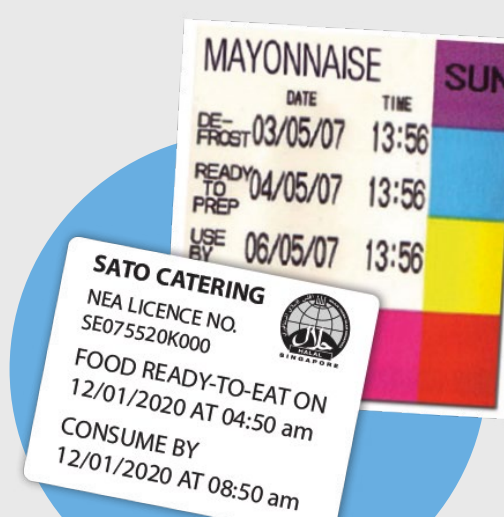 MAYONNAISE
SUN
DATE TIME
DE-
FROST 03/05/07 13:56
READY
TO
PREP 04/05/07 13:56
USE
BY 06/05/07 13:56
SATO CATERING
NEA LICENCE NO.
SE075520K000
حلال
HALAL
SINGAPORE
FOOD READY-TO-EAT ON
12/01/2020 AT 04:50 am
CONSUME BY
12/01/2020 AT 08:50 am